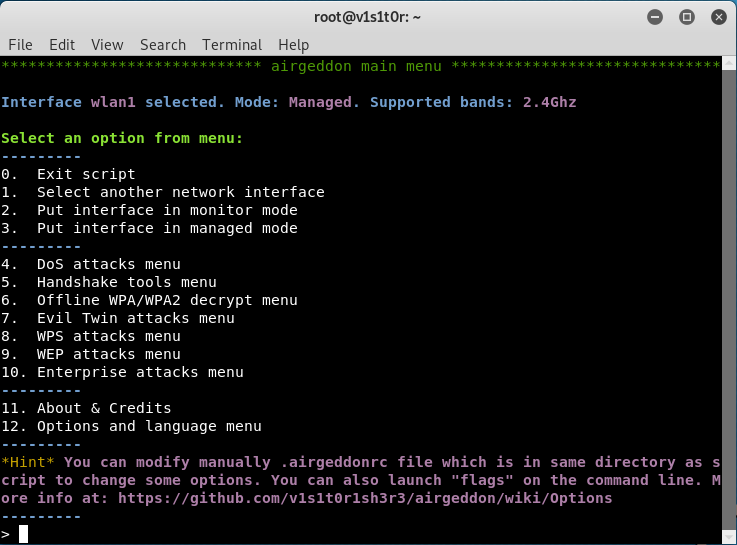 root@v1s1t0r: ~
File Edit View Search Terminal Help
***************************** airgeddon main menu ******************************
Interface wlan1 selected. Mode: Managed. Supported bands: 2.4Ghz
Select an option from menu:
---------
0.  Exit script
1.  Select another network interface
2.  Put interface in monitor mode
3.  Put interface in managed mode
---------
4.  DoS attacks menu
5.  Handshake tools menu
6.  Offline WPA/WPA2 decrypt menu
7.  Evil Twin attacks menu
8.  WPS attacks menu
9.  WEP attacks menu
10. Enterprise attacks menu
---------
11. About & Credits
12. Options and language menu
---------
*Hint* You can modify manually .airgeddonrc file which is in same directory as s
cript to change some options. You can also launch "flags" on the command line. M
ore info at: https://github.com/v1s1t0r1sh3r3/airgeddon/wiki/Options
---------
>